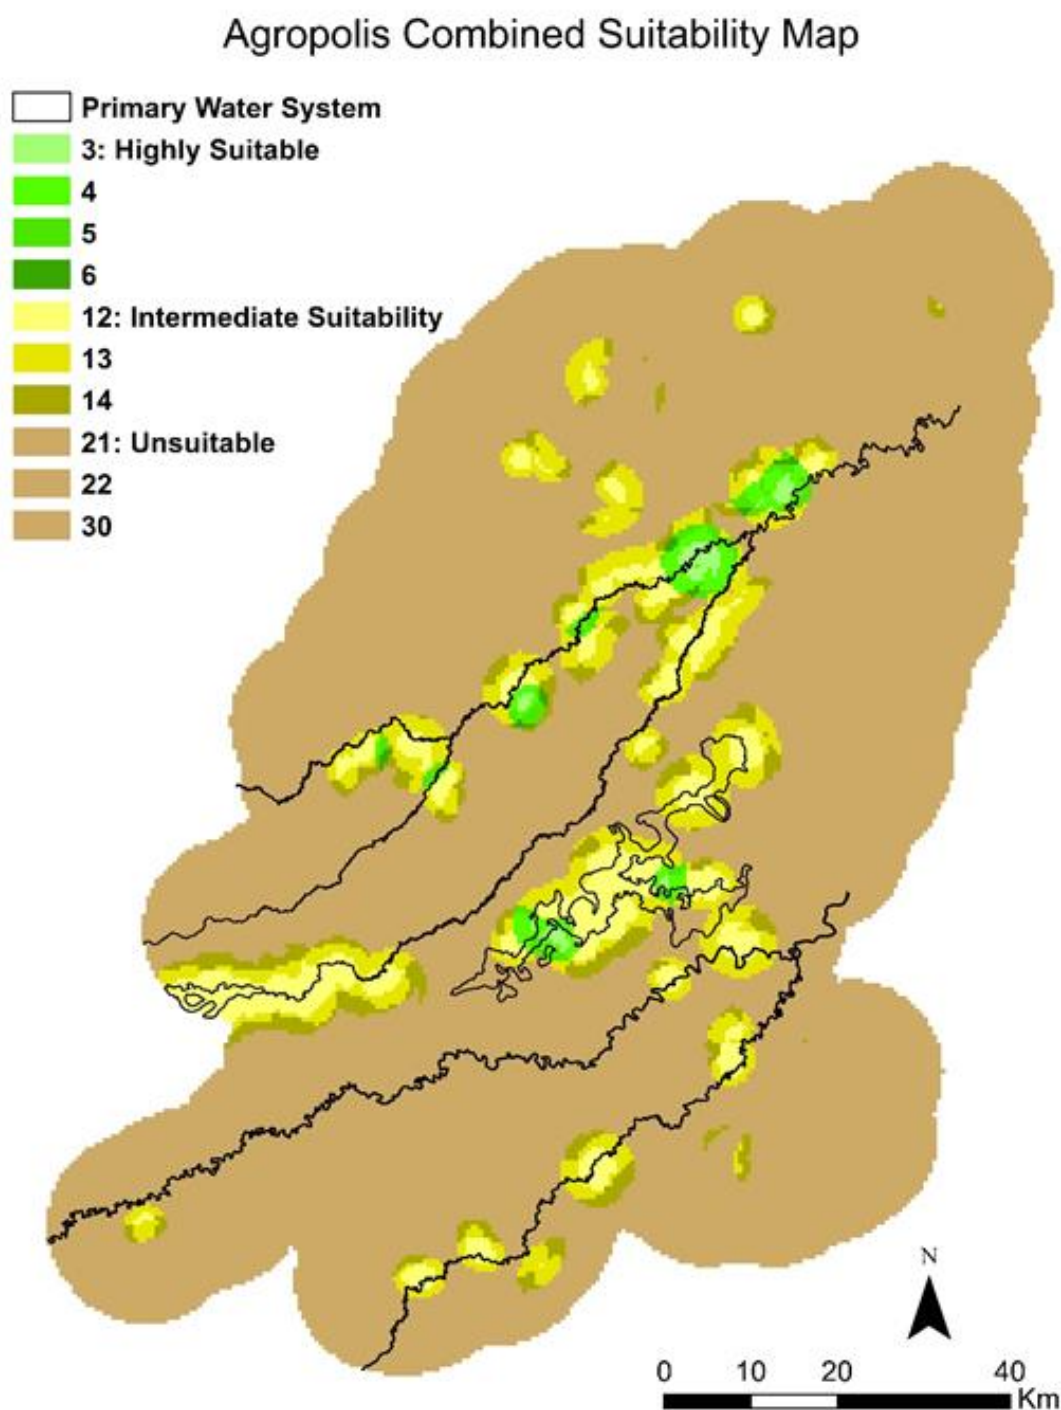 Agropolis Combined Suitability Map
Primary Water System
3: Highly Suitable
4
5
6
12: Intermediate Suitability
13
14
21: Unsuitable
22
30
N
0 10 20 40
Km